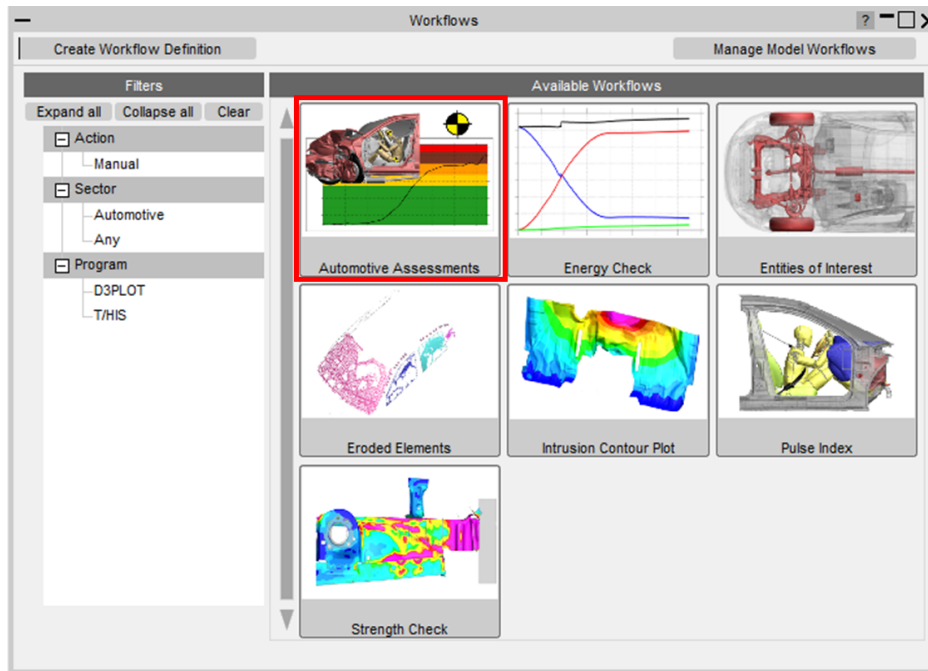 Workflows
?
Create Workflow Definition
Manage Model Workflows
Filters
Expand all
Collapse all
Clear
Action
Manual
Sector
Automotive
Any
Program
D3PLOT
T/HIS
Available Workflows
Automotive Assessments
Energy Check
Entities of Interest
Eroded Elements
Intrusion Contour Plot
Pulse Index
Strength Check